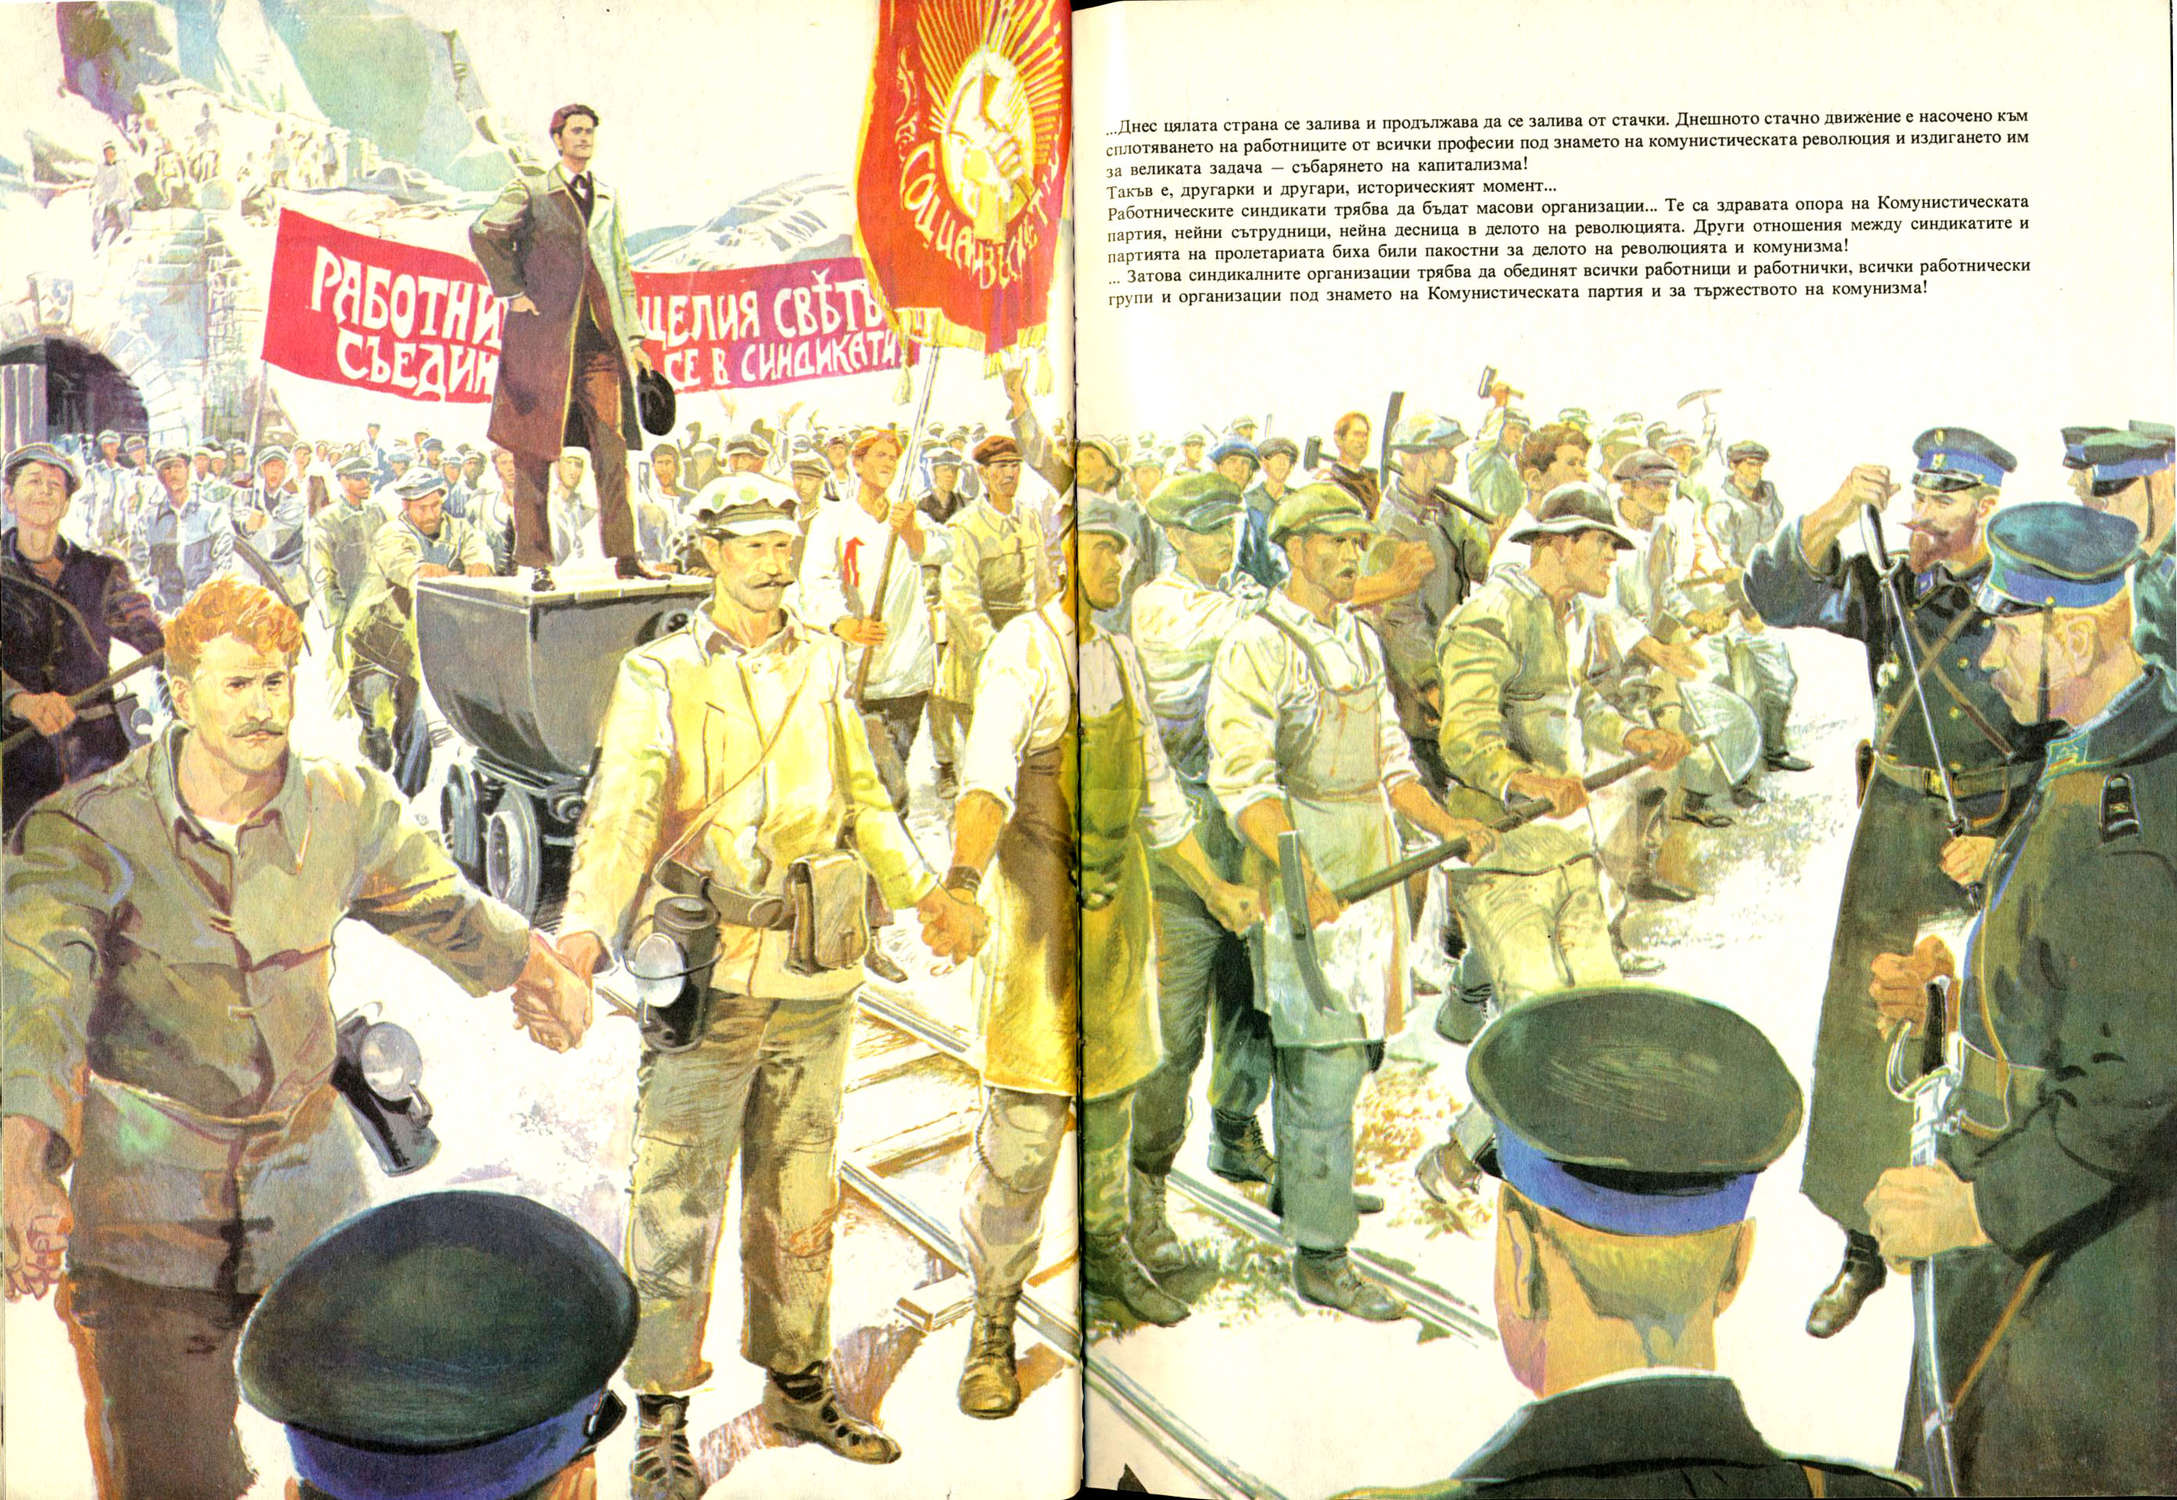 РАБОТНИ
СЪЕДИН
ЦЕЛИЯ СВѢТЪ
СЕ В СИНДИКАТИ!
СОЦИАЛИЗЪМЕТЪ
...Днес цялата страна се залива и продължава да се залива от стачки. Днешното стачно движение е насочено към
сплотяването на работниците от всички професии под знамето на комунистическата революция и издигането им
за великата задача — събарянето на капитализма!
Такъв е, другарки и другари, историческият момент...
Работническите синдикати трябва да бъдат масови организации... Те са здравата опора на Комунистическата
партия, нейни сътрудници, нейна десница в делото на революцията. Други отношения между синдикатите и
партията на пролетариата биха били пакостни за делото на революцията и комунизма!
... Затова синдикалните организации трябва да обединят всички работници и работнички, всички работнически
групи и организации под знамето на Комунистическата партия и за тържеството на комунизма!